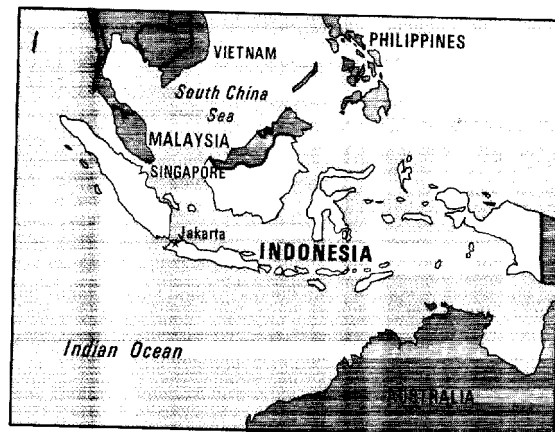 VIETNAM
PHILIPPINES
South China
Sea
MALAYSIA
SINGAPORE
Jakarta
INDONESIA
Indian Ocean
AUSTRALIA